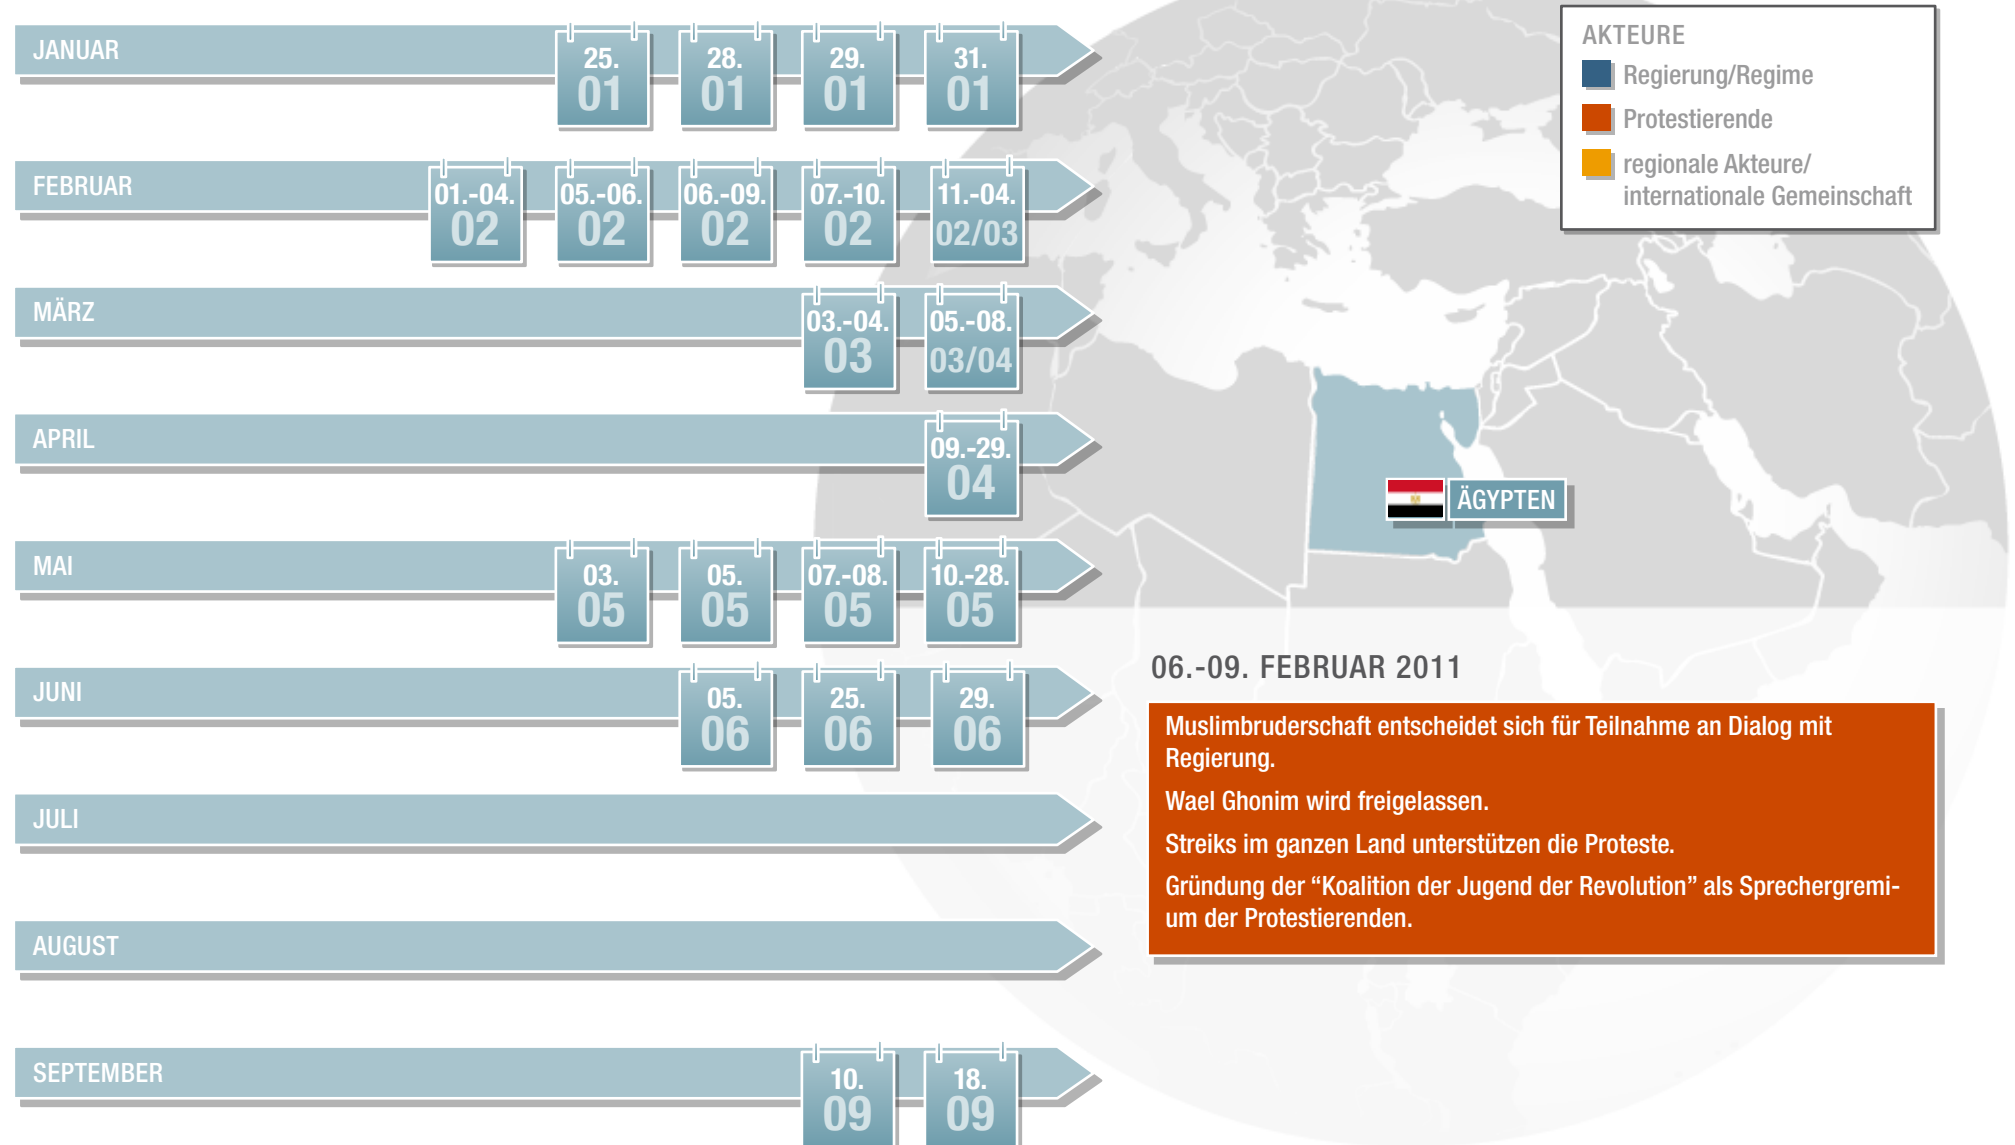 JANUAR
25.
01
28.
01
29.
01
31.
01
FEBRUAR
01.-04.
02
05.-06.
02
06.-09.
02
07.-10.
02
11.-04.
02/03
MÄRZ
03.-04.
03
05.-08.
03/04
APRIL
09.-29.
04
MAI
03.
05
05.
05
07.-08.
05
10.-28.
05
JUNI
05.
06
25.
06
29.
06
JULI
AUGUST
SEPTEMBER
10.
09
18.
09
AKTEURE
Regierung/Regime
Protestierende
regionale Akteure/
internationale Gemeinschaft
ÄGYPTEN
06.-09. FEBRUAR 2011
Muslimbruderschaft entscheidet sich für Teilnahme an Dialog mit
Regierung.
Wael Ghonim wird freigelassen.
Streiks im ganzen Land unterstützen die Proteste.
Gründung der “Koalition der Jugend der Revolution” als Sprechergremi-
um der Protestierenden.